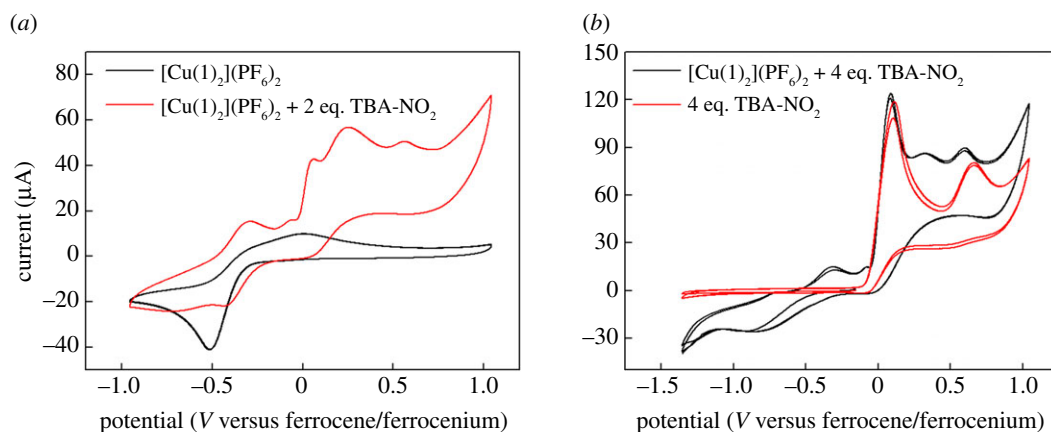 (a)
80
60
40
20
0
–20
–40
current (µA)
[Cu(1)₂](PF₆)₂
[Cu(1)₂](PF₆)₂ + 2 eq. TBA-NO₂
–1.0 –0.5 0 0.5 1.0
potential (V versus ferrocene/ferrocenium)
(b)
150
120
90
60
30
0
–30
[Cu(1)₂](PF₆)₂ + 4 eq. TBA-NO₂
4 eq. TBA-NO₂
–1.5 –1.0 –0.5 0 0.5 1.0
potential (V versus ferrocene/ferrocenium)